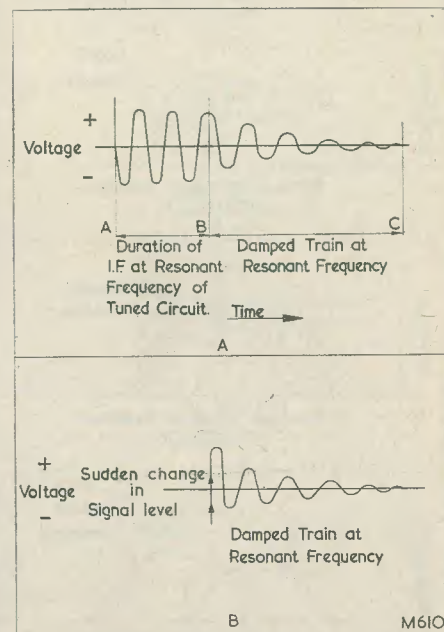 +
Voltage
−
A B C
Duration of Damped Train at
I.F. at Resonant Resonant Frequency
Frequency of
Tuned Circuit. Time
A
+
Sudden change
Voltage in
− Signal level
Damped Train at
Resonant Frequency
B
M610